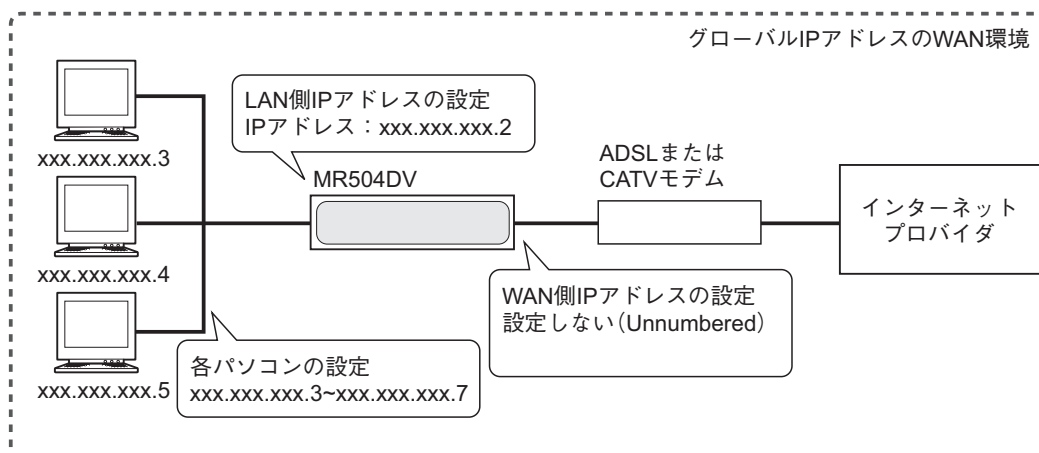 グローバルIPアドレスのWAN環境
LAN側IPアドレスの設定
IPアドレス：xxx.xxx.xxx.2
xxx.xxx.xxx.3
MR504DV
ADSLまたは
CATVモデム
インターネット
プロバイダ
xxx.xxx.xxx.4
WAN側IPアドレスの設定
設定しない（Unnumbered）
各パソコンの設定
xxx.xxx.xxx.3~xxx.xxx.xxx.7
xxx.xxx.xxx.5